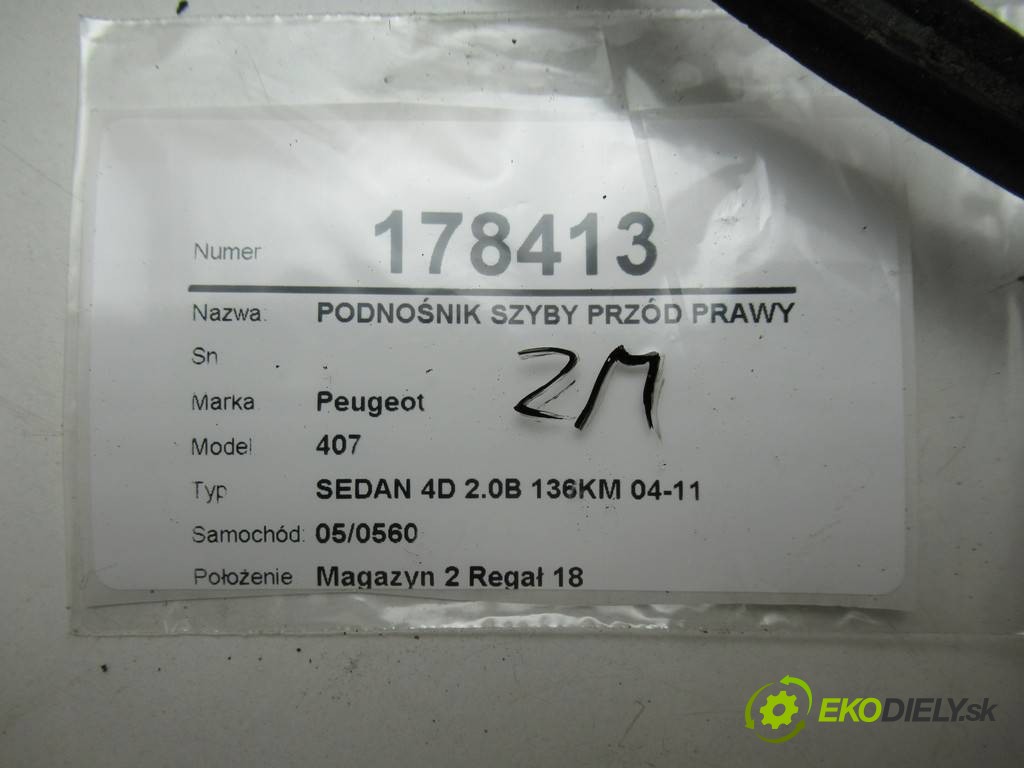 Numer 178413
Nazwa: PODNOŚNIK SZYBY PRZÓD PRAWY
Sn
2M
Marka Peugeot
Model 407
Typ SEDAN 4D 2.0B 136KM 04-11
Samochód: 05/0560
Położenie Magazyn 2 Regał 18
EKODIELY.sk